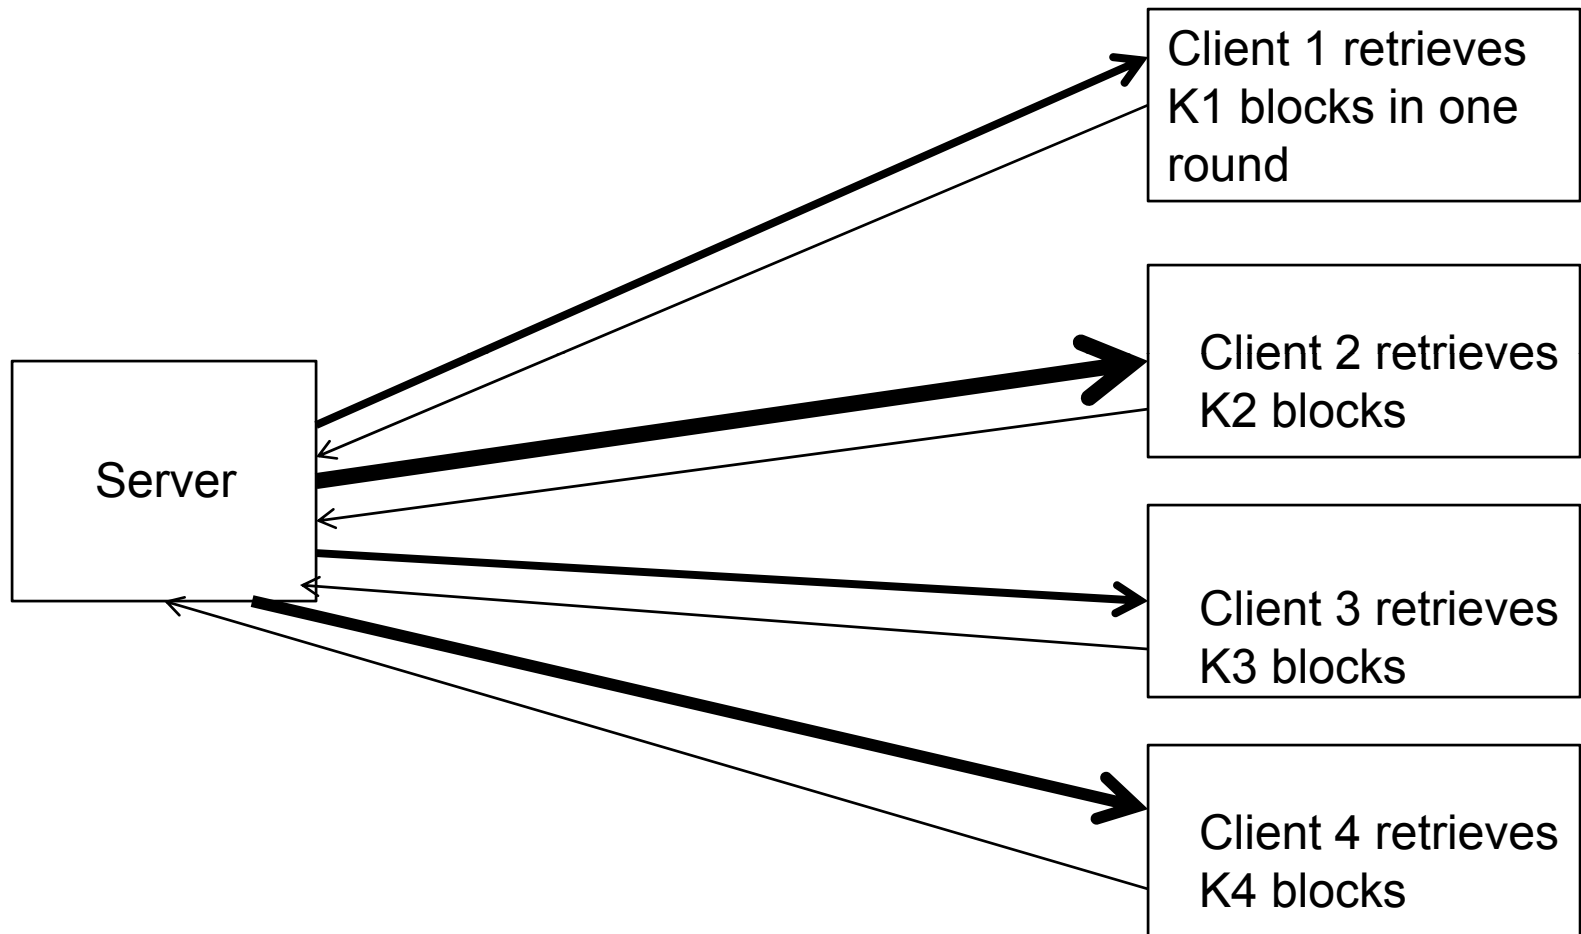 Client 1 retrieves
K1 blocks in one
round
Client 2 retrieves
K2 blocks
Server
Client 3 retrieves
K3 blocks
Client 4 retrieves
K4 blocks